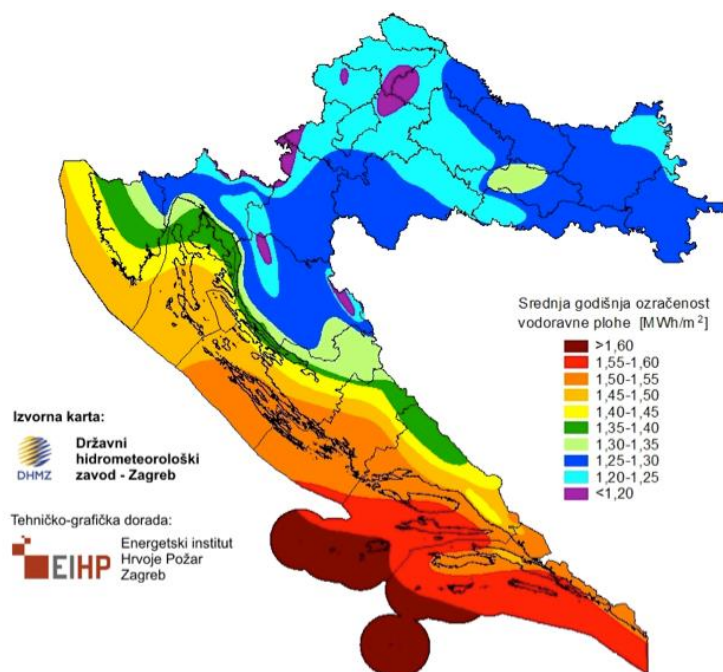 Srednja godišnja ozračenost
vodoravne plohe [MWh/m²]
>1,60
1,55-1,60
1,50-1,55
1,45-1,50
1,40-1,45
1,35-1,40
1,30-1,35
1,25-1,30
1,20-1,25
<1,20
Izvorna karta:
DHMZ
Državni
hidrometeorološki
zavod - Zagreb
Tehničko-grafička dorada:
EIHP
Energetski institut
Hrvoje Požar
Zagreb